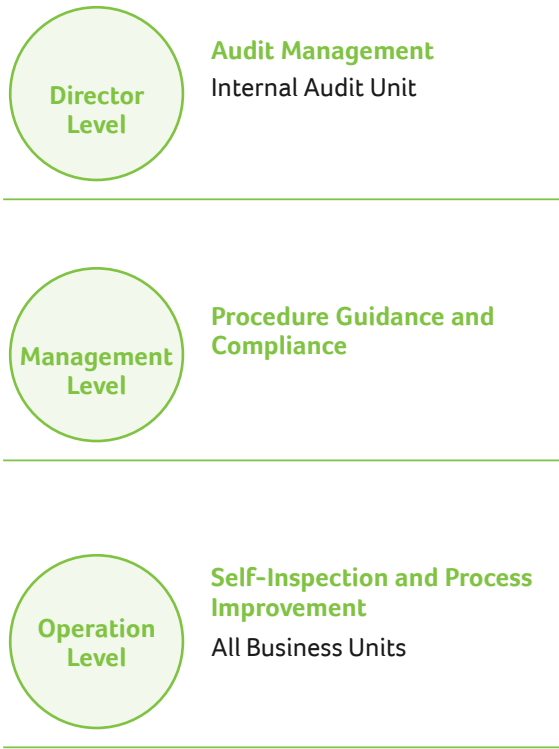 Director
Level
Audit Management
Internal Audit Unit
Management
Level
Procedure Guidance and
Compliance
Operation
Level
Self-Inspection and Process
Improvement
All Business Units